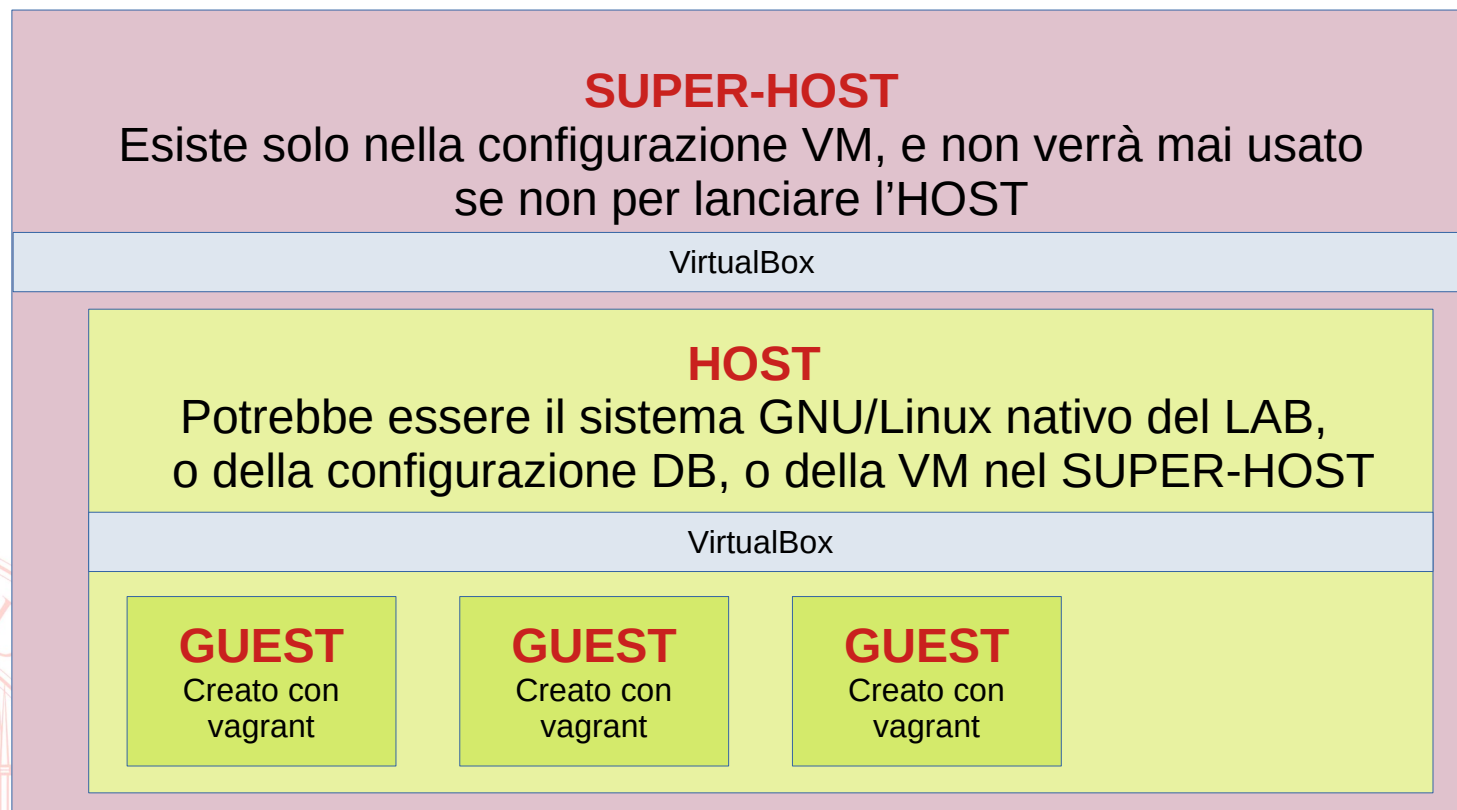 SUPER-HOST
Esiste solo nella configurazione VM, e non verrà mai usato
se non per lanciare l’HOST
VirtualBox
HOST
Potrebbe essere il sistema GNU/Linux nativo del LAB,
o della configurazione DB, o della VM nel SUPER-HOST
VirtualBox
GUEST
Creato con
vagrant
GUEST
Creato con
vagrant
GUEST
Creato con
vagrant